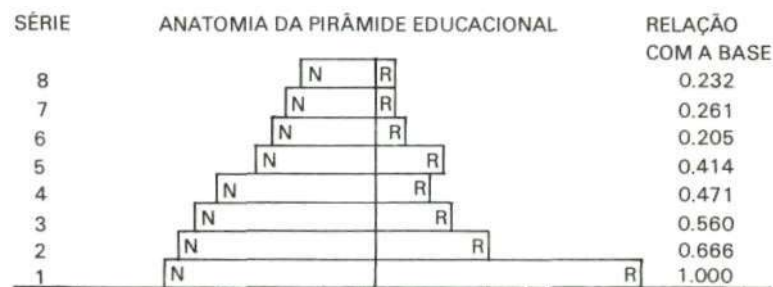 SÉRIE ANATOMIA DA PIRÂMIDE EDUCACIONAL RELAÇÃO
COM A BASE
8 N R 0.232
7 N R 0.261
6 N R 0.205
5 N R 0.414
4 N R 0.471
3 N R 0.560
2 N R 0.666
1 N R 1.000